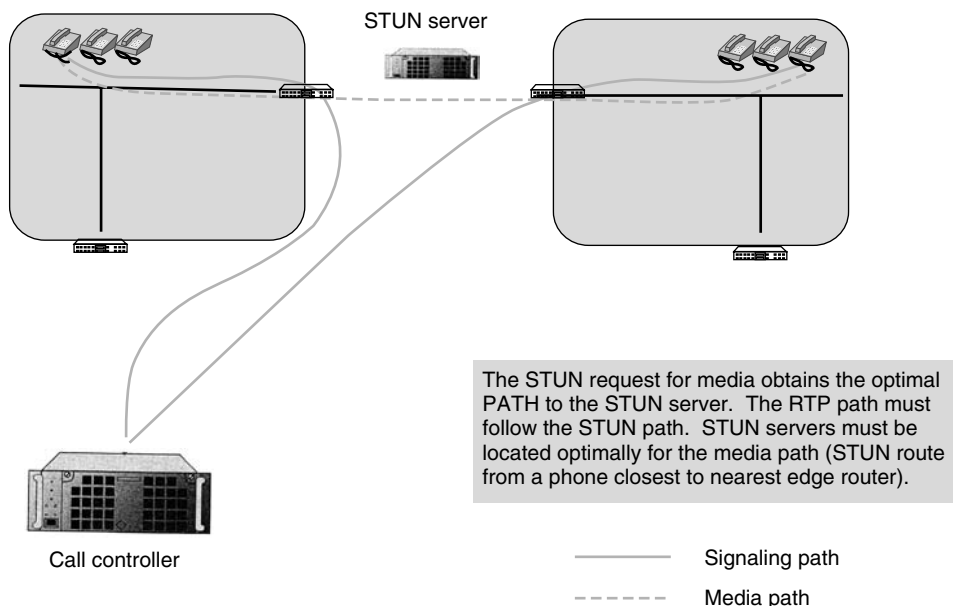 STUN server
The STUN request for media obtains the optimal
PATH to the STUN server. The RTP path must
follow the STUN path. STUN servers must be
located optimally for the media path (STUN route
from a phone closest to nearest edge router).
Call controller
Signaling path
Media path